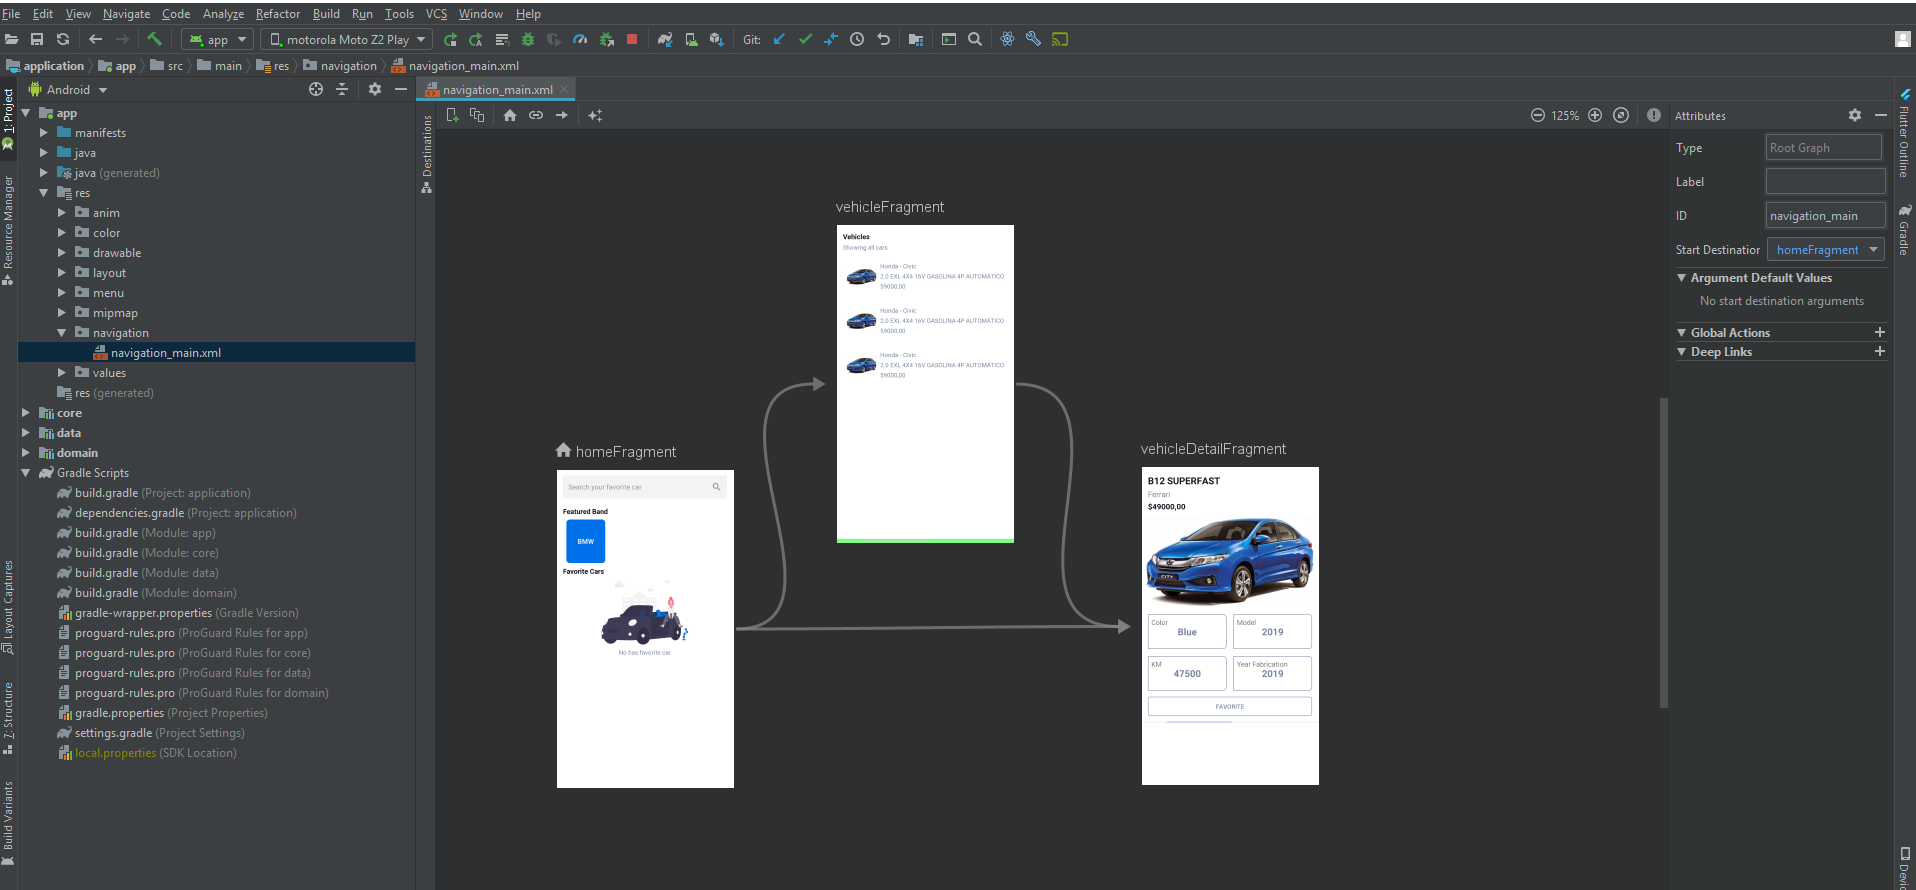 File Edit View Navigate Code Analyze Refactor Build Run Tools VCS Window Help
app motorola Moto Z2 Play Git:
application app src main res navigation navigation_main.xml
Android
navigation_main.xml
1: Project
Resource Manager
Layout Captures
7: Structure
Build Variants
app
manifests
java
java (generated)
res
anim
color
drawable
layout
menu
mipmap
navigation
navigation_main.xml
values
res (generated)
core
data
domain
Gradle Scripts
build.gradle (Project: application)
dependencies.gradle (Project: application)
build.gradle (Module: app)
build.gradle (Module: core)
build.gradle (Module: data)
build.gradle (Module: domain)
gradle-wrapper.properties (Gradle Version)
proguard-rules.pro (ProGuard Rules for app)
proguard-rules.pro (ProGuard Rules for core)
proguard-rules.pro (ProGuard Rules for data)
proguard-rules.pro (ProGuard Rules for domain)
gradle.properties (Project Properties)
settings.gradle (Project Settings)
local.properties (SDK Location)
Destinations
125%
homeFragment
Search your favorite car
Featured Band
BMW
Favorite Cars
No has favorite car
vehicleFragment
Vehicles
Showing all cars
Honda - Civic
2.0 EXL 4X4 16V GASOLINA 4P AUTOMÁTICO
59000,00
Honda - Civic
2.0 EXL 4X4 16V GASOLINA 4P AUTOMÁTICO
59000,00
Honda - Civic
2.0 EXL 4X4 16V GASOLINA 4P AUTOMÁTICO
59000,00
vehicleDetailFragment
B12 SUPERFAST
Ferrari
$49000,00
CITY
Color
Blue
Model
2019
KM
47500
Year Fabrication
2019
FAVORITE
Attributes
Type Root Graph
Label
ID navigation_main
Start Destinatior homeFragment
Argument Default Values
No start destination arguments
Global Actions
Deep Links
Flutter Outline
Gradle